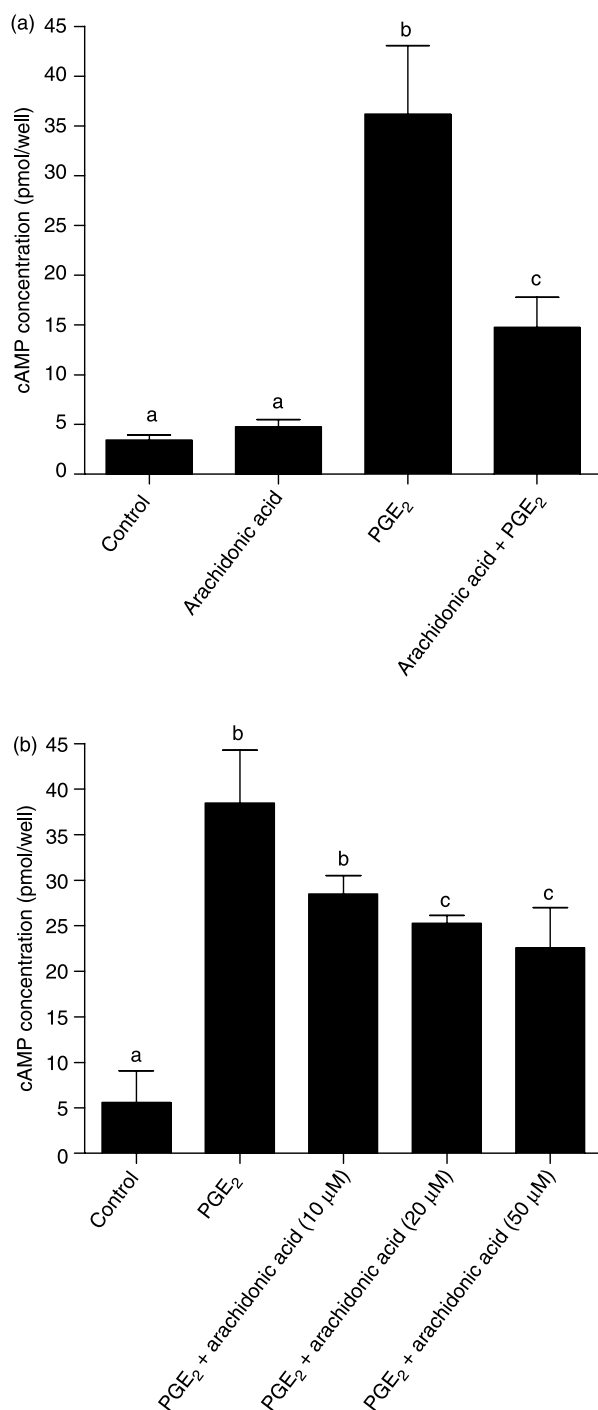 (a)
cAMP concentration (pmol/well)
45
40
35
30
25
20
15
10
5
0
a
a
b
c
Control
Arachidonic acid
PGE₂
Arachidonic acid + PGE₂
(b)
cAMP concentration (pmol/well)
45
40
35
30
25
20
15
10
5
0
a
b
b
c
c
Control
PGE₂
PGE₂ + arachidonic acid (10 μM)
PGE₂ + arachidonic acid (20 μM)
PGE₂ + arachidonic acid (50 μM)